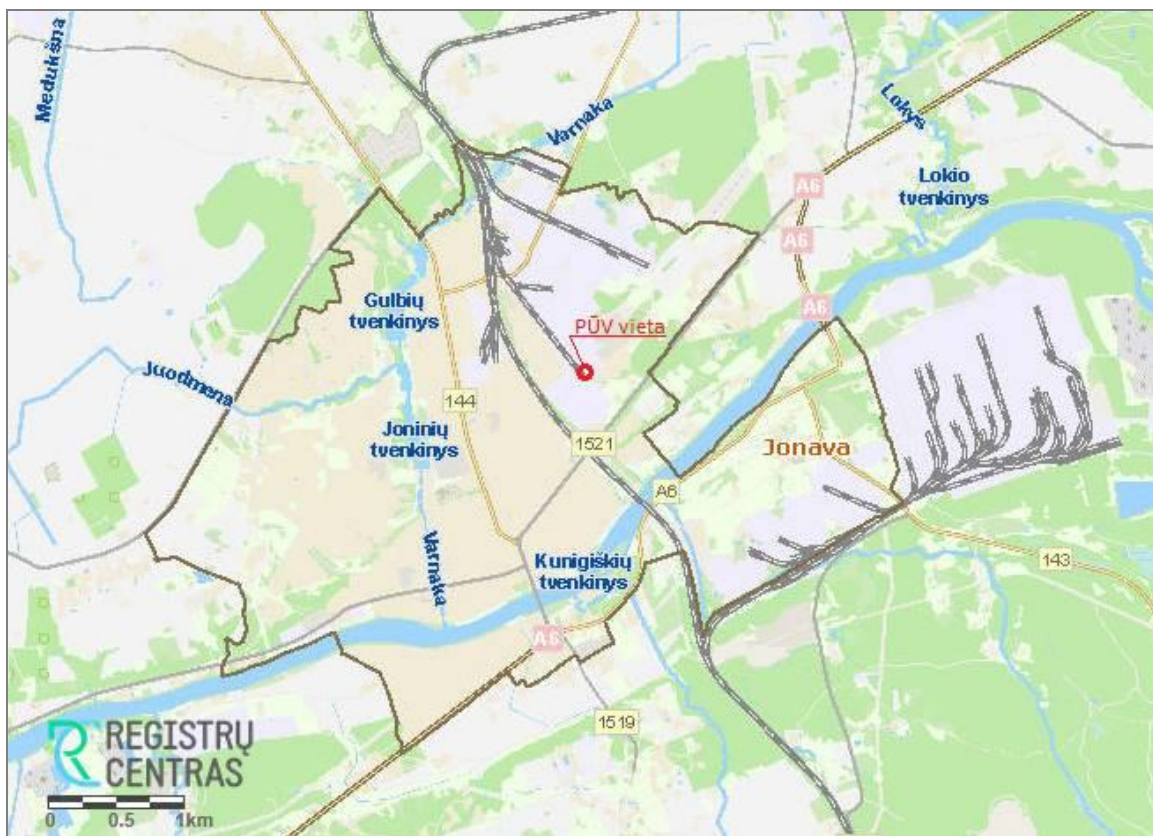 Medukšna
Varnaka
Lokys
Lokio
tvenkinys
A6
A6
A6
Gulbių
tvenkinys
PŪV vieta
Juodmena
144
Joninių
tvenkinys
1521
Jonava
A6
Varnaka
Kunigiškių
tvenkinys
143
A6
1519
REGISTRŲ
CENTRAS
0 0.5 1km